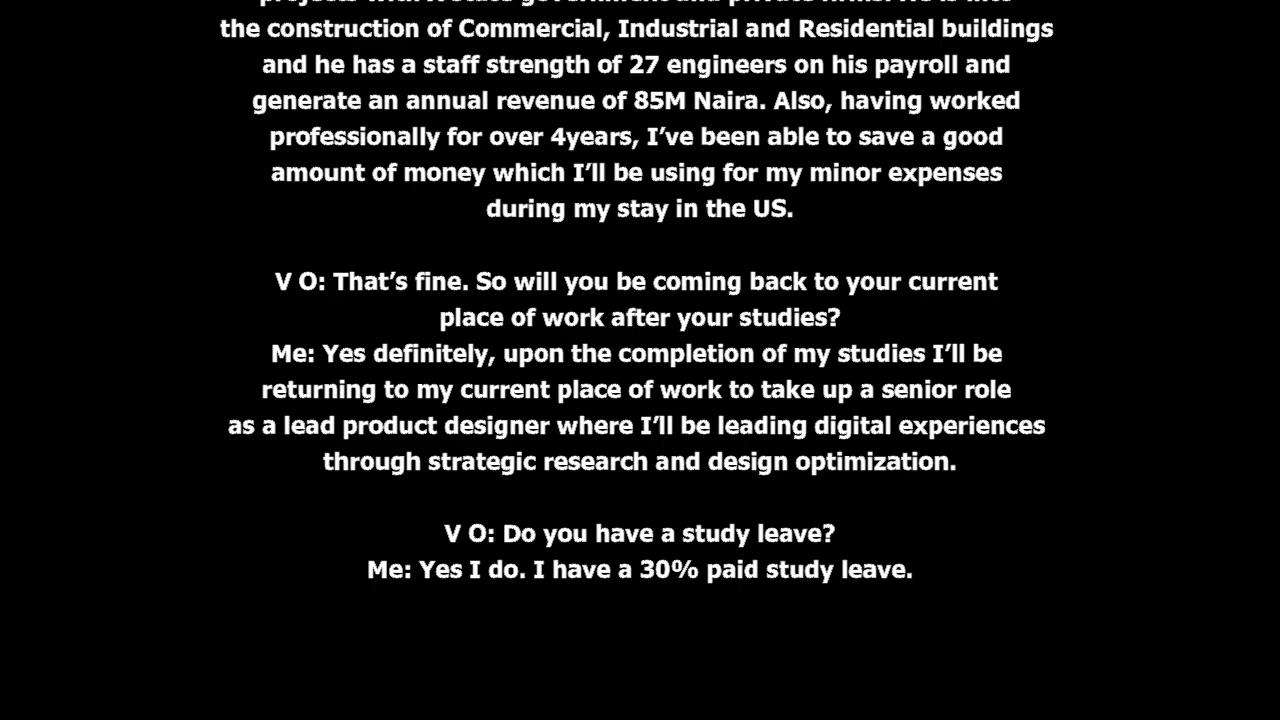 the construction of Commercial, Industrial and Residential buildings
and he has a staff strength of 27 engineers on his payroll and
generate an annual revenue of 85M Naira. Also, having worked
professionally for over 4years, I’ve been able to save a good
amount of money which I’ll be using for my minor expenses
during my stay in the US.
V O: That’s fine. So will you be coming back to your current
place of work after your studies?
Me: Yes definitely, upon the completion of my studies I’ll be
returning to my current place of work to take up a senior role
as a lead product designer where I’ll be leading digital experiences
through strategic research and design optimization.
V O: Do you have a study leave?
Me: Yes I do. I have a 30% paid study leave.